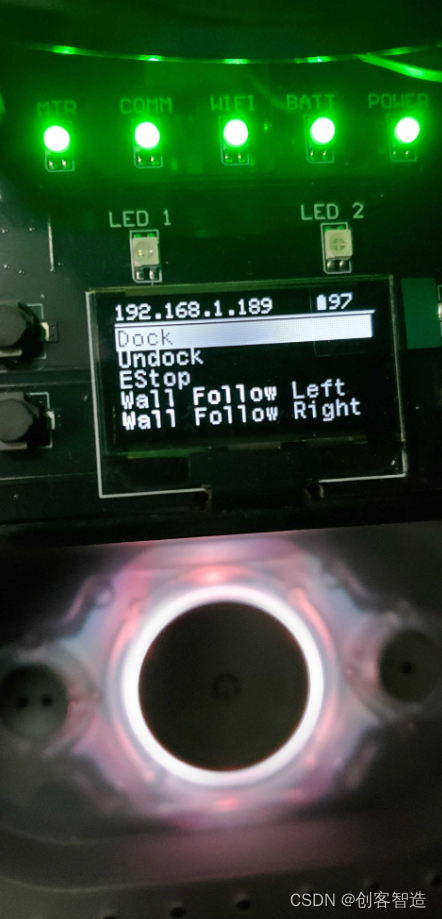 MTR COMM WIFI BATT POWER
LED 1 LED 2
192.168.1.189 97
Dock
Undock
EStop
Wall Follow Left
Wall Follow Right
CSDN @创客智造